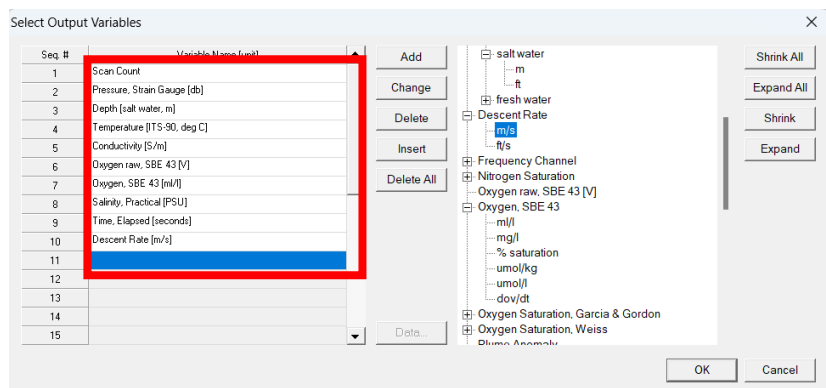 Select Output Variables
Seq. # Variable Name [unit]
1 Scan Count
2 Pressure, Strain Gauge [db]
3 Depth [salt water, m]
4 Temperature [ITS-90, deg C]
5 Conductivity [S/m]
6 Oxygen raw, SBE 43 [V]
7 Oxygen, SBE 43 [ml/l]
8 Salinity, Practical [PSU]
9 Time, Elapsed [seconds]
10 Descent Rate [m/s]
11
12
13
14
15
Add
Change
Delete
Insert
Delete All
Data...
salt water
m
ft
fresh water
Descent Rate
m/s
ft/s
Frequency Channel
Nitrogen Saturation
Oxygen raw, SBE 43 [V]
Oxygen, SBE 43
ml/l
mg/l
% saturation
umol/kg
umol/l
dov/dt
Oxygen Saturation, Garcia & Gordon
Oxygen Saturation, Weiss
Plume Anomaly
Shrink All
Expand All
Shrink
Expand
OK
Cancel